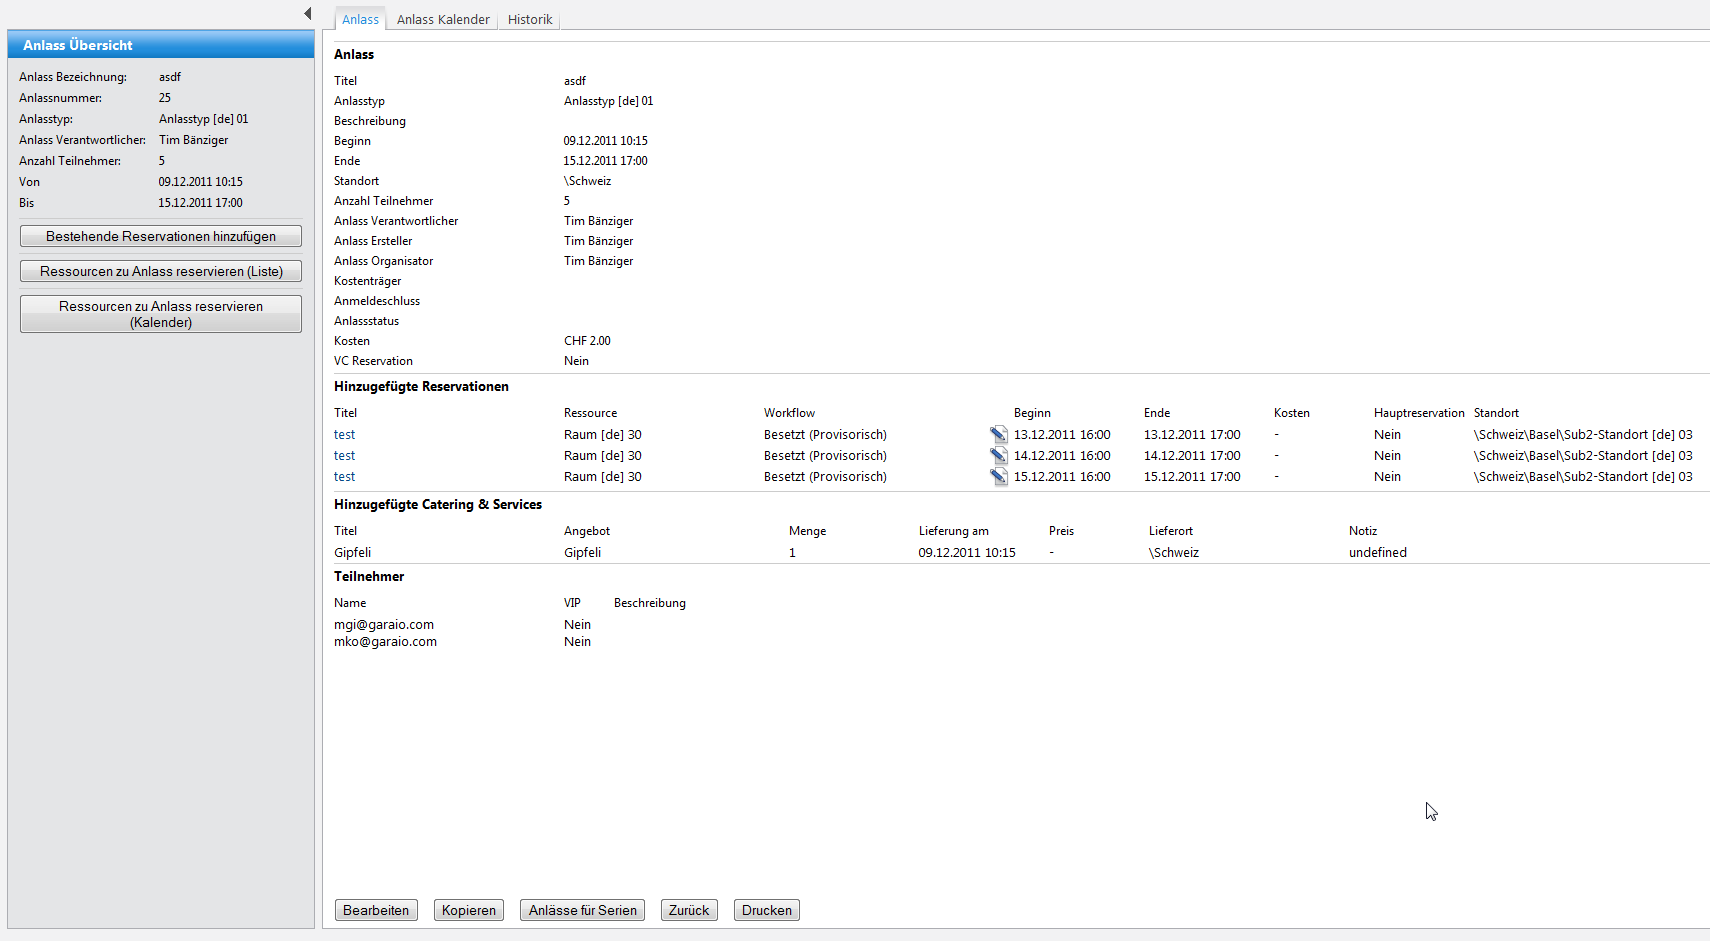 Anlass Übersicht
Anlass Bezeichnung: asdf
Anlassnummer: 25
Anlasstyp: Anlasstyp [de] 01
Anlass Verantwortlicher: Tim Bänziger
Anzahl Teilnehmer: 5
Von 09.12.2011 10:15
Bis 15.12.2011 17:00
Bestehende Reservationen hinzufügen
Ressourcen zu Anlass reservieren (Liste)
Ressourcen zu Anlass reservieren
(Kalender)
Anlass Anlass Kalender Historik
Anlass
Titel asdf
Anlasstyp Anlasstyp [de] 01
Beschreibung
Beginn 09.12.2011 10:15
Ende 15.12.2011 17:00
Standort \Schweiz
Anzahl Teilnehmer 5
Anlass Verantwortlicher Tim Bänziger
Anlass Ersteller Tim Bänziger
Anlass Organisator Tim Bänziger
Kostenträger
Anmeldeschluss
Anlassstatus
Kosten CHF 2.00
VC Reservation Nein
Hinzugefügte Reservationen
Titel Ressource Workflow Beginn Ende Kosten Hauptreservation Standort
test Raum [de] 30 Besetzt (Provisorisch) 13.12.2011 16:00 13.12.2011 17:00 - Nein \Schweiz\Basel\Sub2-Standort [de] 03
test Raum [de] 30 Besetzt (Provisorisch) 14.12.2011 16:00 14.12.2011 17:00 - Nein \Schweiz\Basel\Sub2-Standort [de] 03
test Raum [de] 30 Besetzt (Provisorisch) 15.12.2011 16:00 15.12.2011 17:00 - Nein \Schweiz\Basel\Sub2-Standort [de] 03
Hinzugefügte Catering & Services
Titel Angebot Menge Lieferung am Preis Lieferort Notiz
Gipfeli Gipfeli 1 09.12.2011 10:15 - \Schweiz undefined
Teilnehmer
Name VIP Beschreibung
mgi@garaio.com Nein
mko@garaio.com Nein
Bearbeiten Kopieren Anlässe für Serien Zurück Drucken